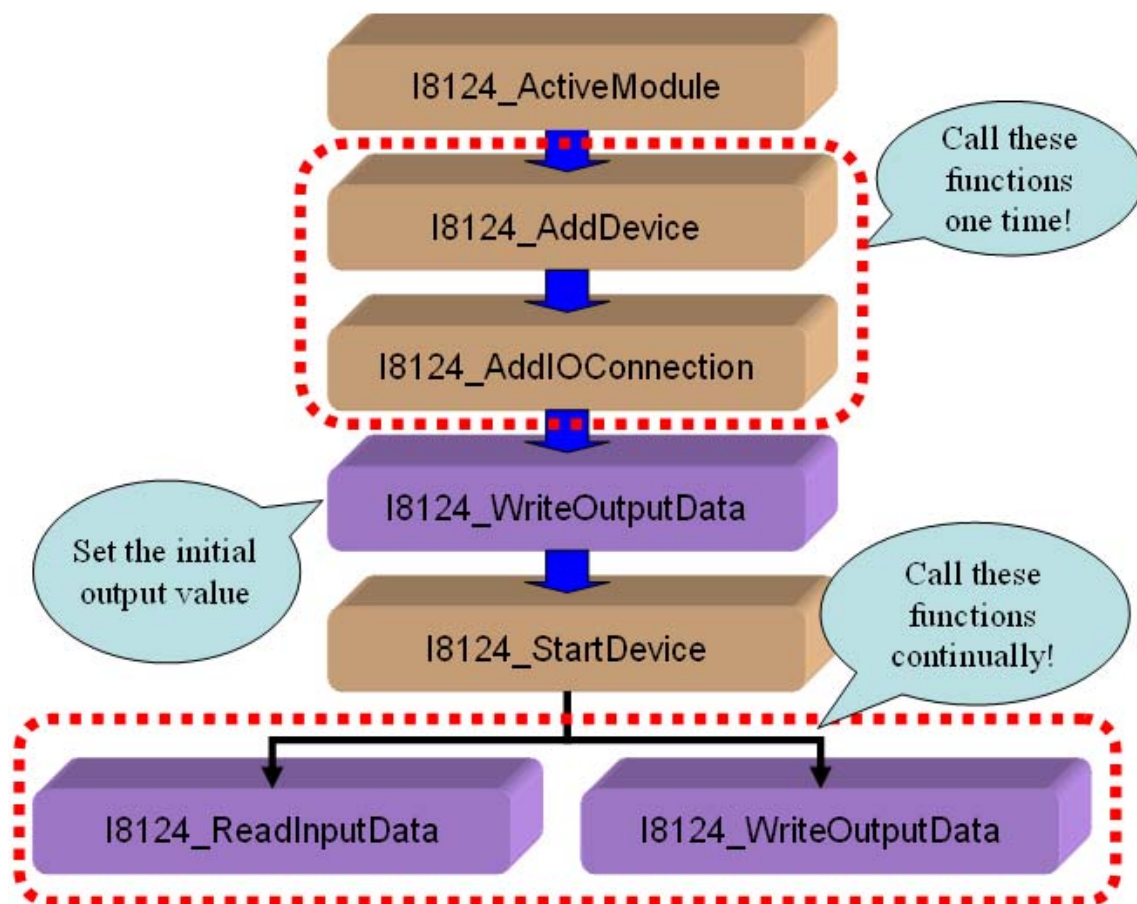 I8124_ActiveModule
Call these
functions
one time!
I8124_AddDevice
I8124_AddIOConnection
I8124_WriteOutputData
Set the initial
output value
Call these
functions
continually!
I8124_StartDevice
I8124_ReadInputData
I8124_WriteOutputData